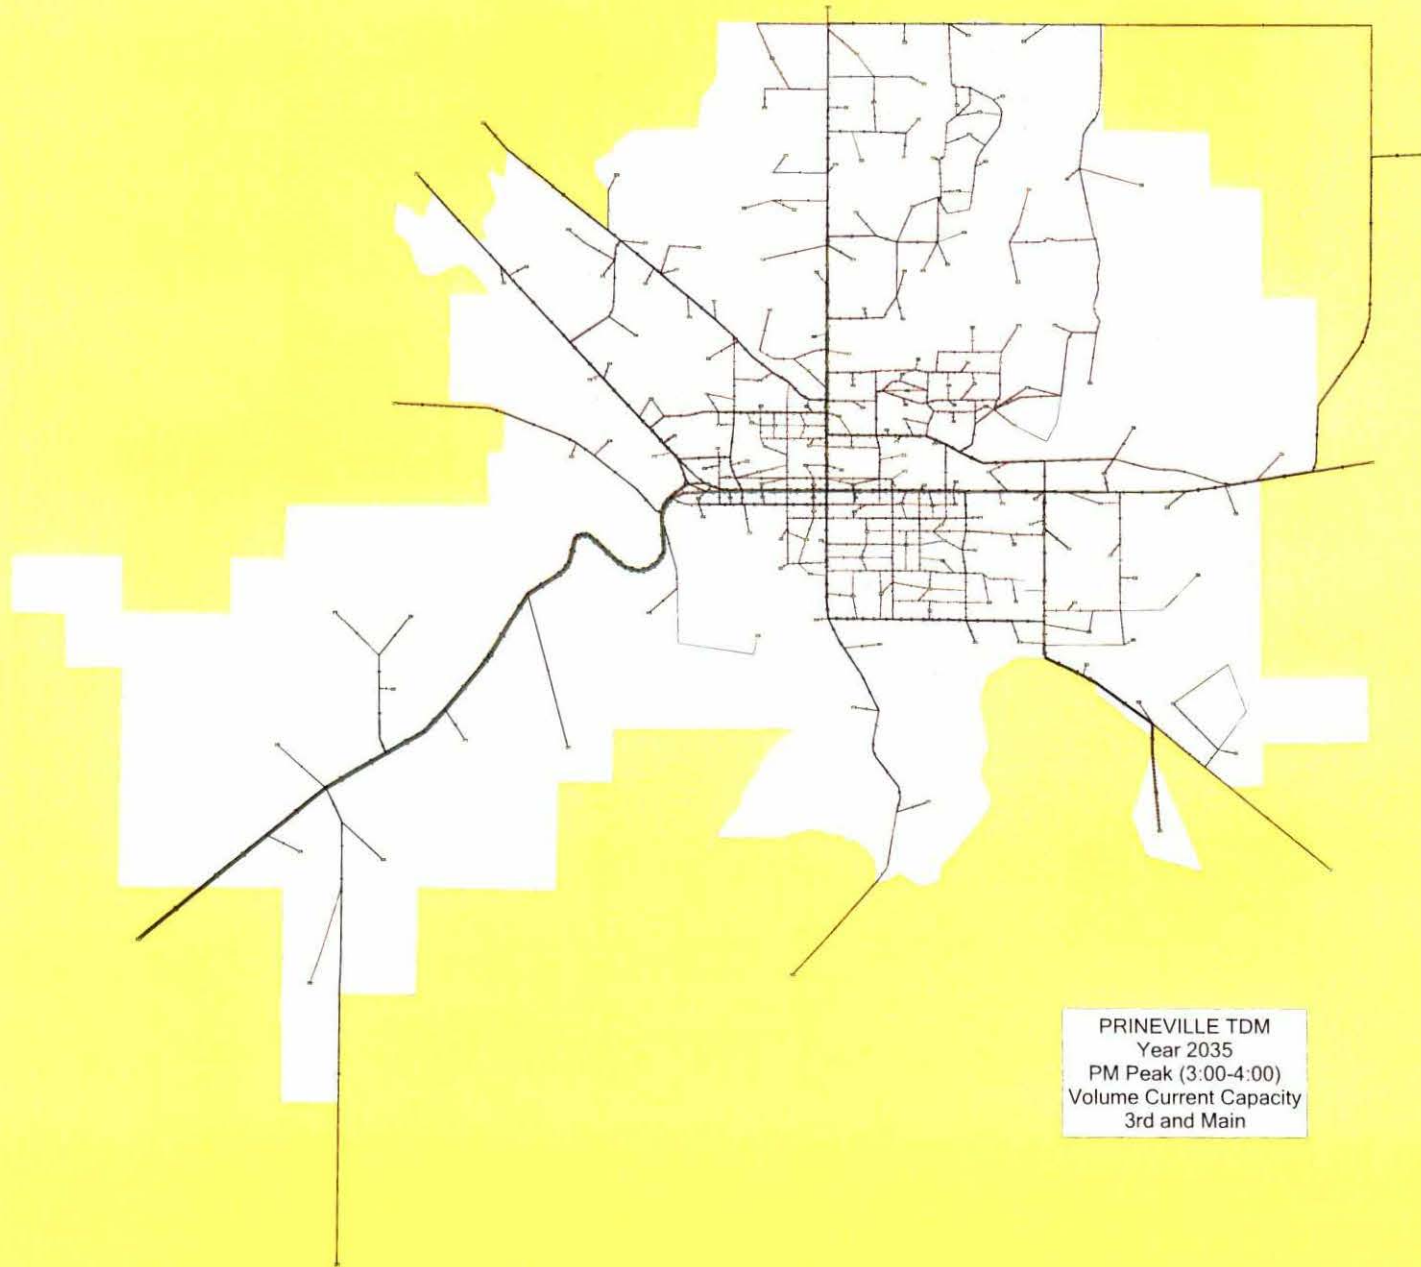 PRINEVILLE TDM
Year 2035
PM Peak (3:00-4:00)
Volume Current Capacity
3rd and Main